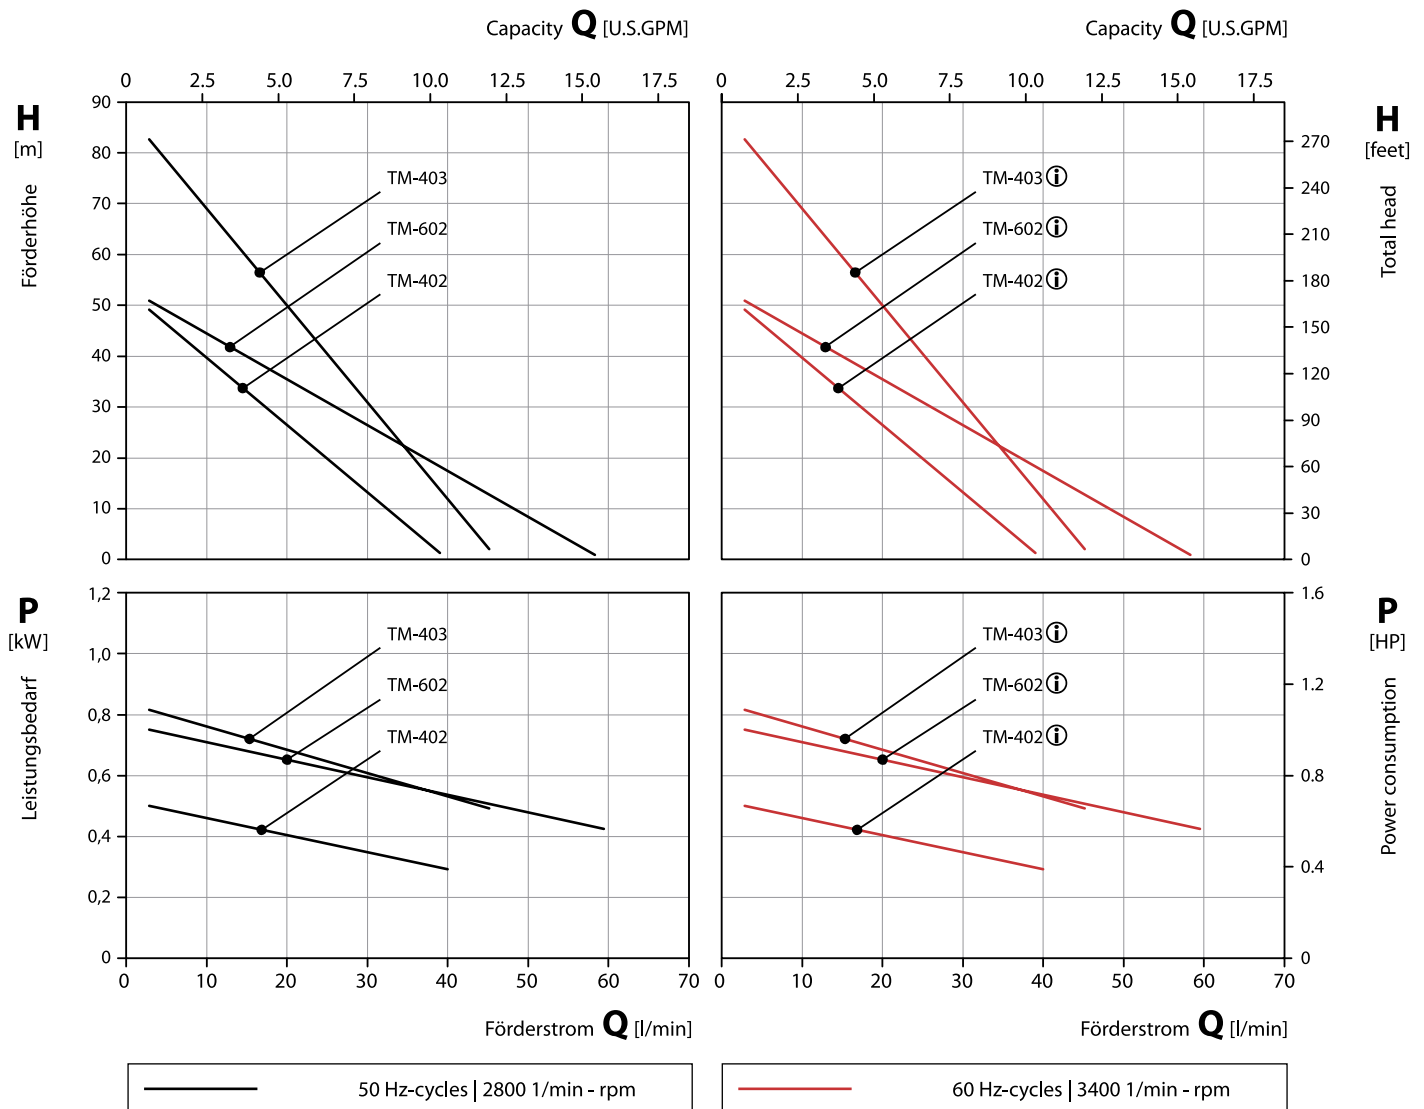 Capacity Q [U.S.GPM]
Capacity Q [U.S.GPM]
0 2.5 5.0 7.5 10.0 12.5 15.0 17.5
0 2.5 5.0 7.5 10.0 12.5 15.0 17.5
H
[m]
Förderhöhe
90
80
70
60
50
40
30
20
10
0
TM-403
TM-602
TM-402
TM-403 i
TM-602 i
TM-402 i
H
[feet]
Total head
270
240
210
180
150
120
90
60
30
0
P
[kW]
Leistungsbedarf
1,2
1,0
0,8
0,6
0,4
0,2
0
TM-403
TM-602
TM-402
TM-403 i
TM-602 i
TM-402 i
P
[HP]
Power consumption
1.6
1.2
0.8
0.4
0
0 10 20 30 40 50 60 70
0 10 20 30 40 50 60 70
Förderstrom Q [l/min]
Förderstrom Q [l/min]
50 Hz-cycles | 2800 1/min - rpm
60 Hz-cycles | 3400 1/min - rpm